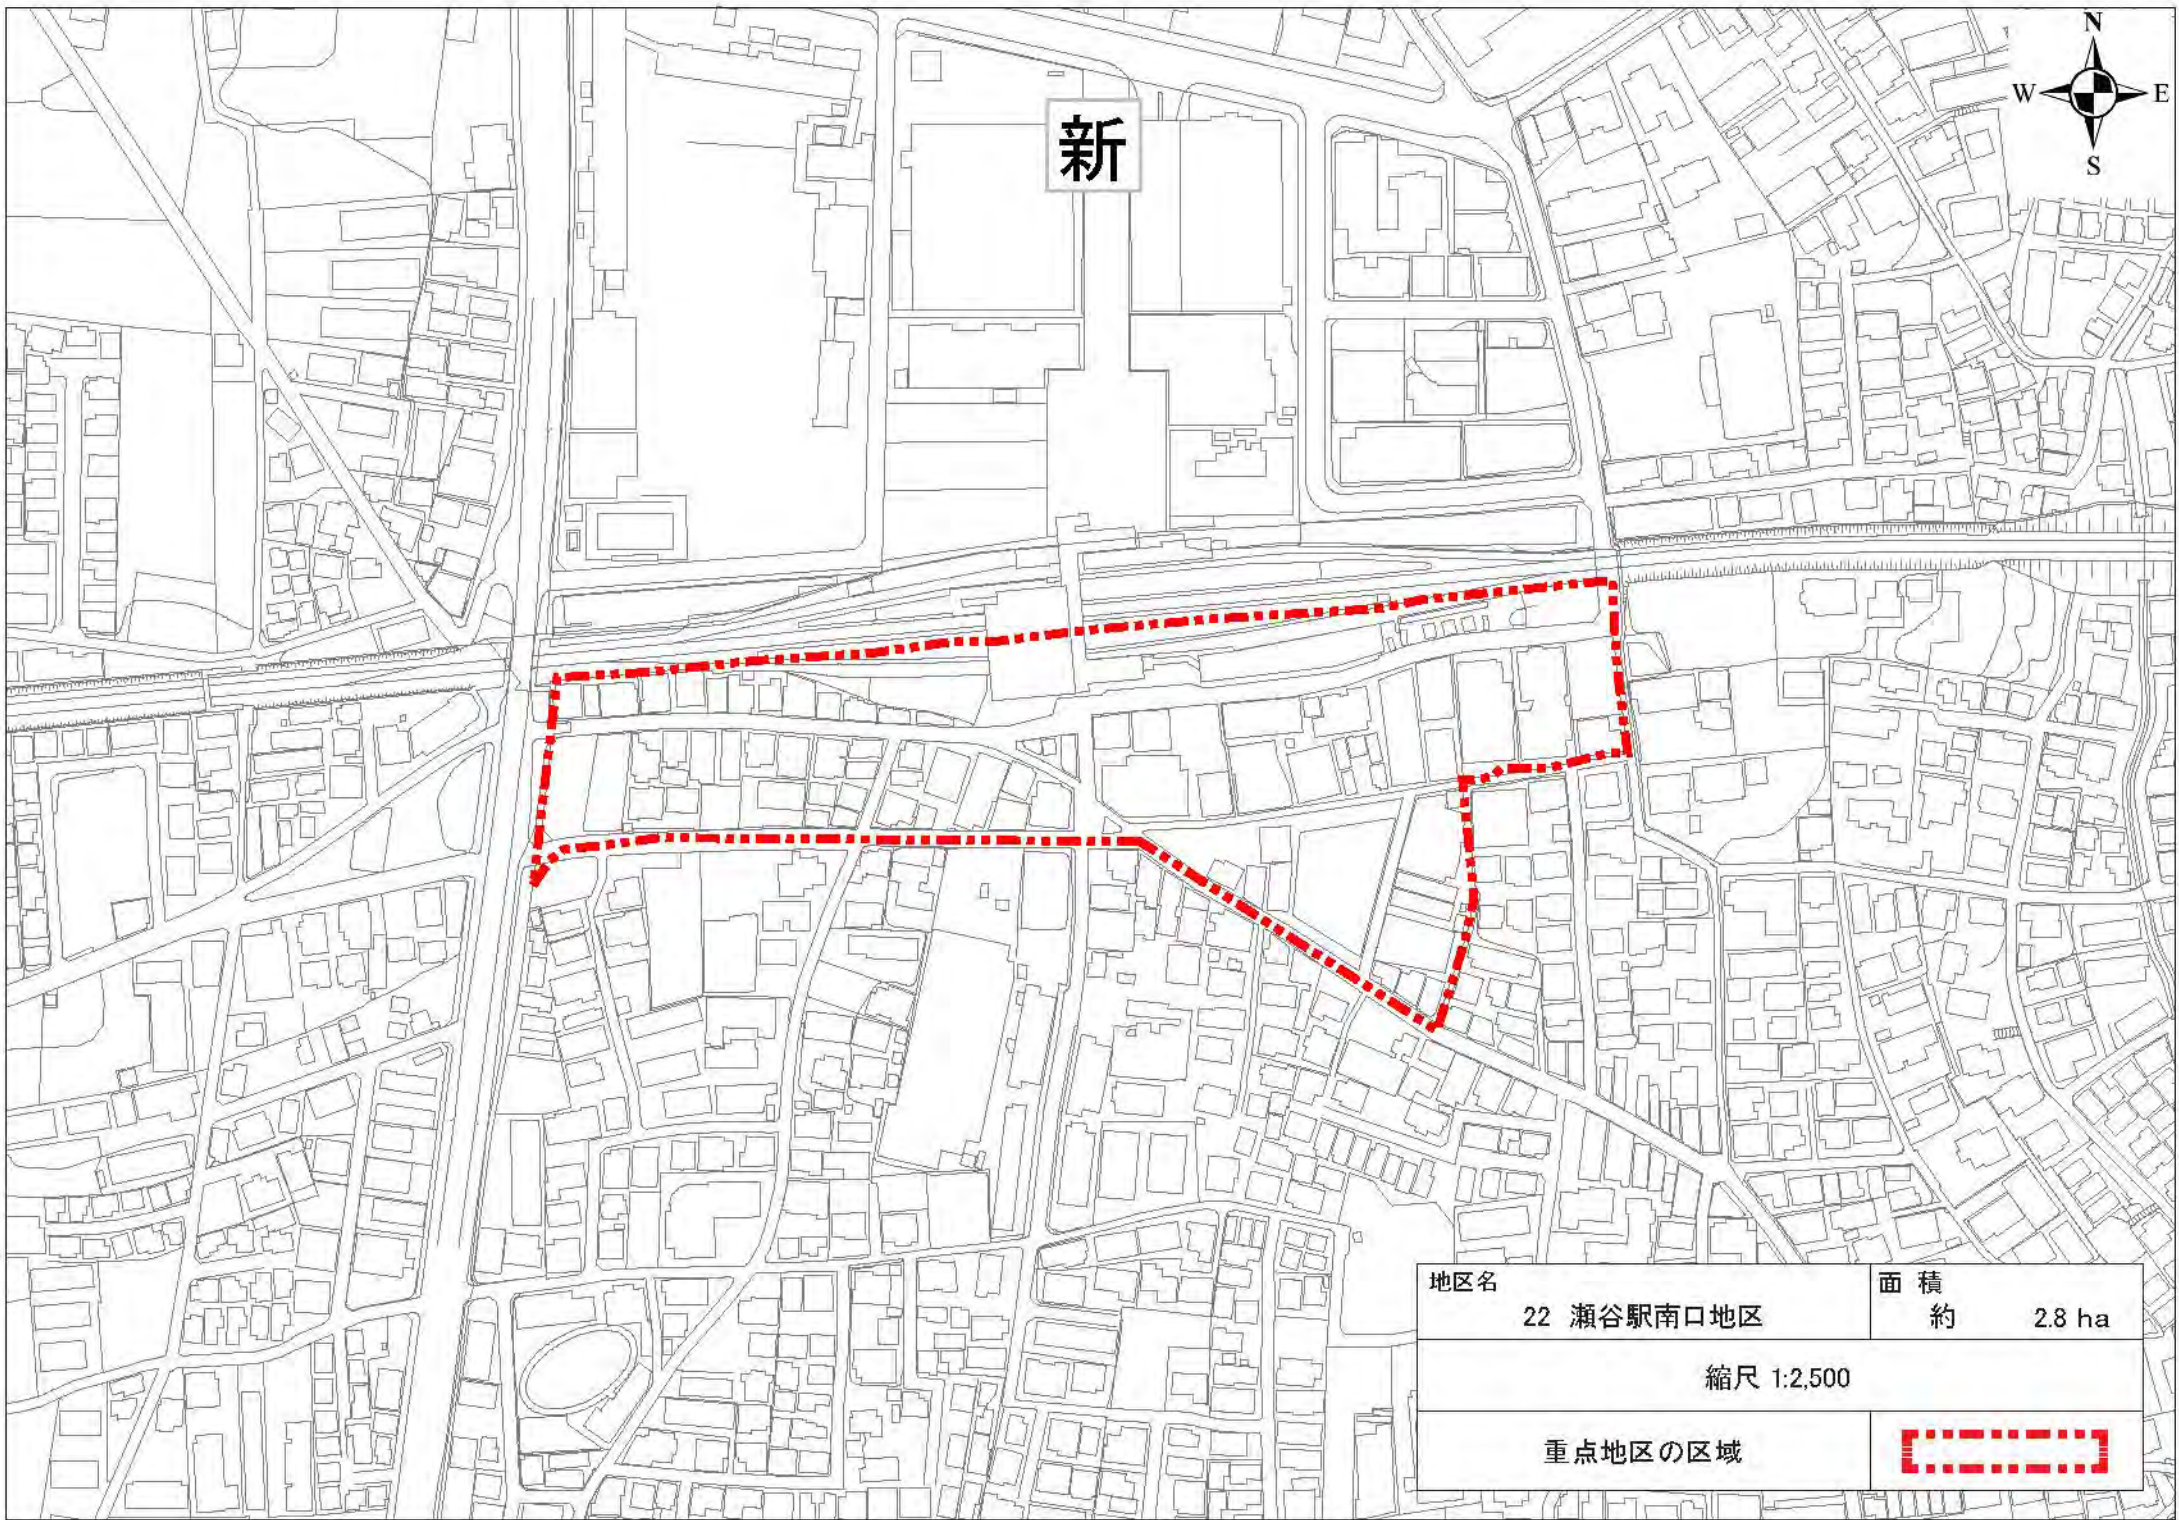 N
W E
S
新
地区名
22 瀬谷駅南口地区
面 積
約 2.8 ha
縮尺 1:2,500
重点地区の区域